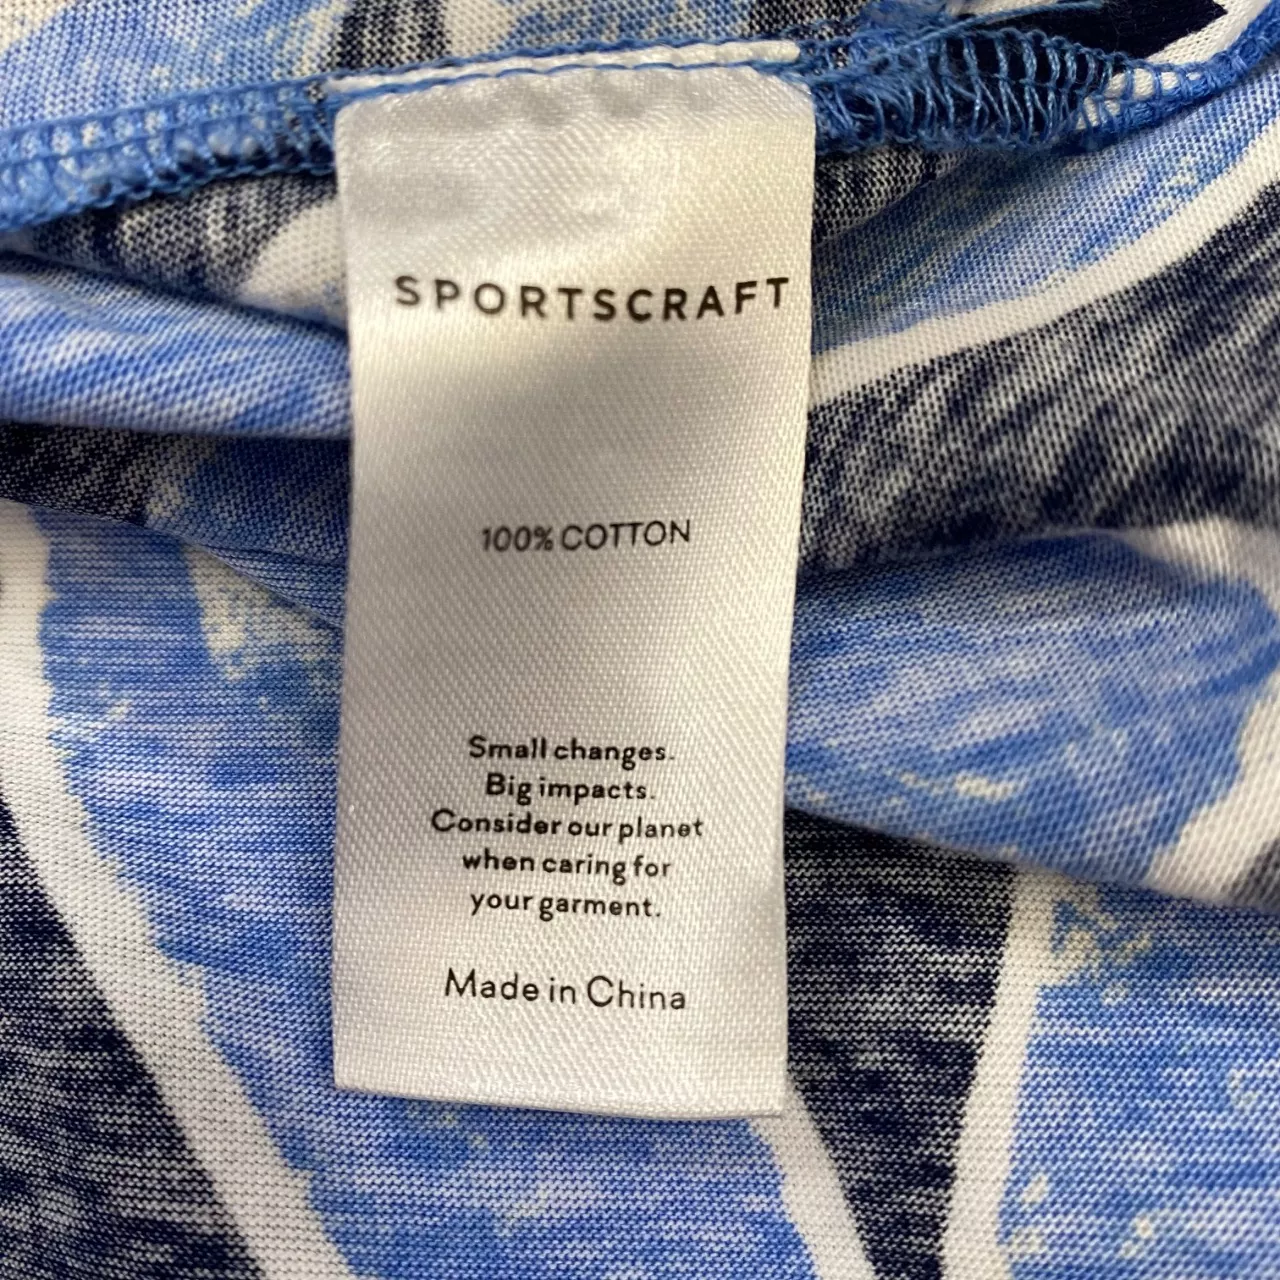 SPORTSCRAFT
100% COTTON
Small changes.
Big impacts.
Consider our planet
when caring for
your garment.
Made in China